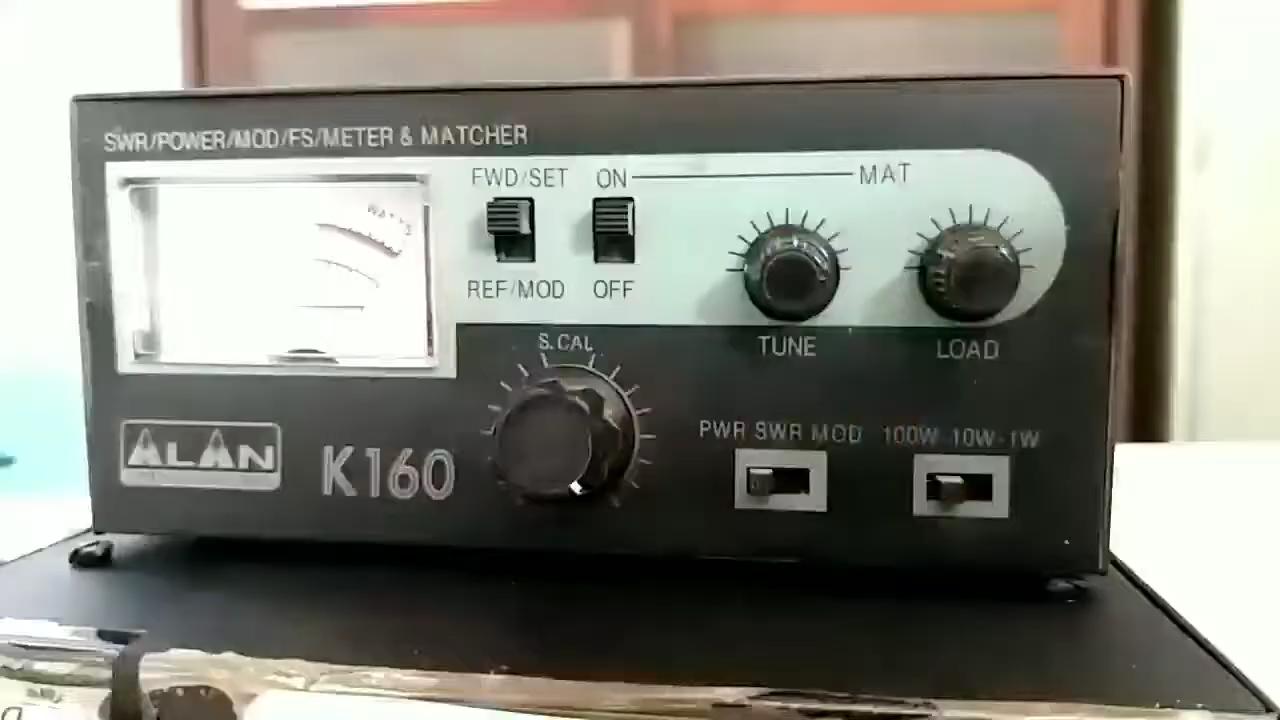 SWR/POWER/MOD/FS/METER & MATCHER
WATTS
FWD/SET ON MAT
REF/MOD OFF
S.CAL
TUNE LOAD
PWR SWR MOD 100W-10W-1W
ALAN K160